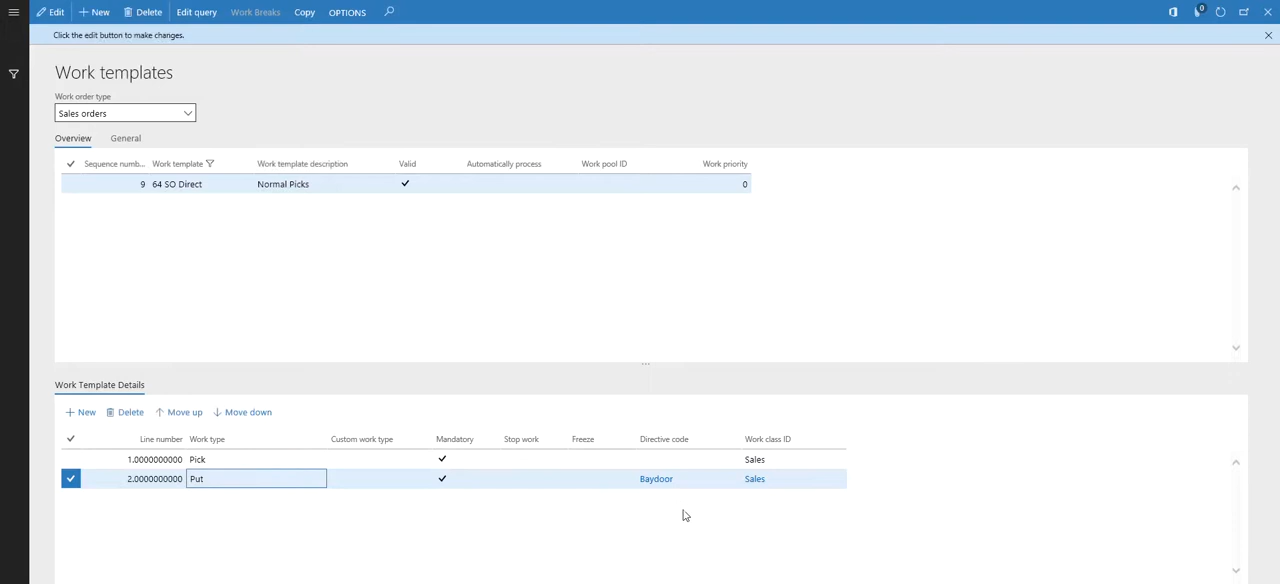 Edit New Delete Edit query Work Breaks Copy OPTIONS 0
Click the edit button to make changes.
Work templates
Work order type
Sales orders
Overview General
Sequence numb... Work template Work template description Valid Automatically process Work pool ID Work priority
9 64 SO Direct Normal Picks 0
Work Template Details
New Delete Move up Move down
Line number Work type Custom work type Mandatory Stop work Freeze Directive code Work class ID
1.0000000000 Pick Sales
2.0000000000 Put Baydoor Sales